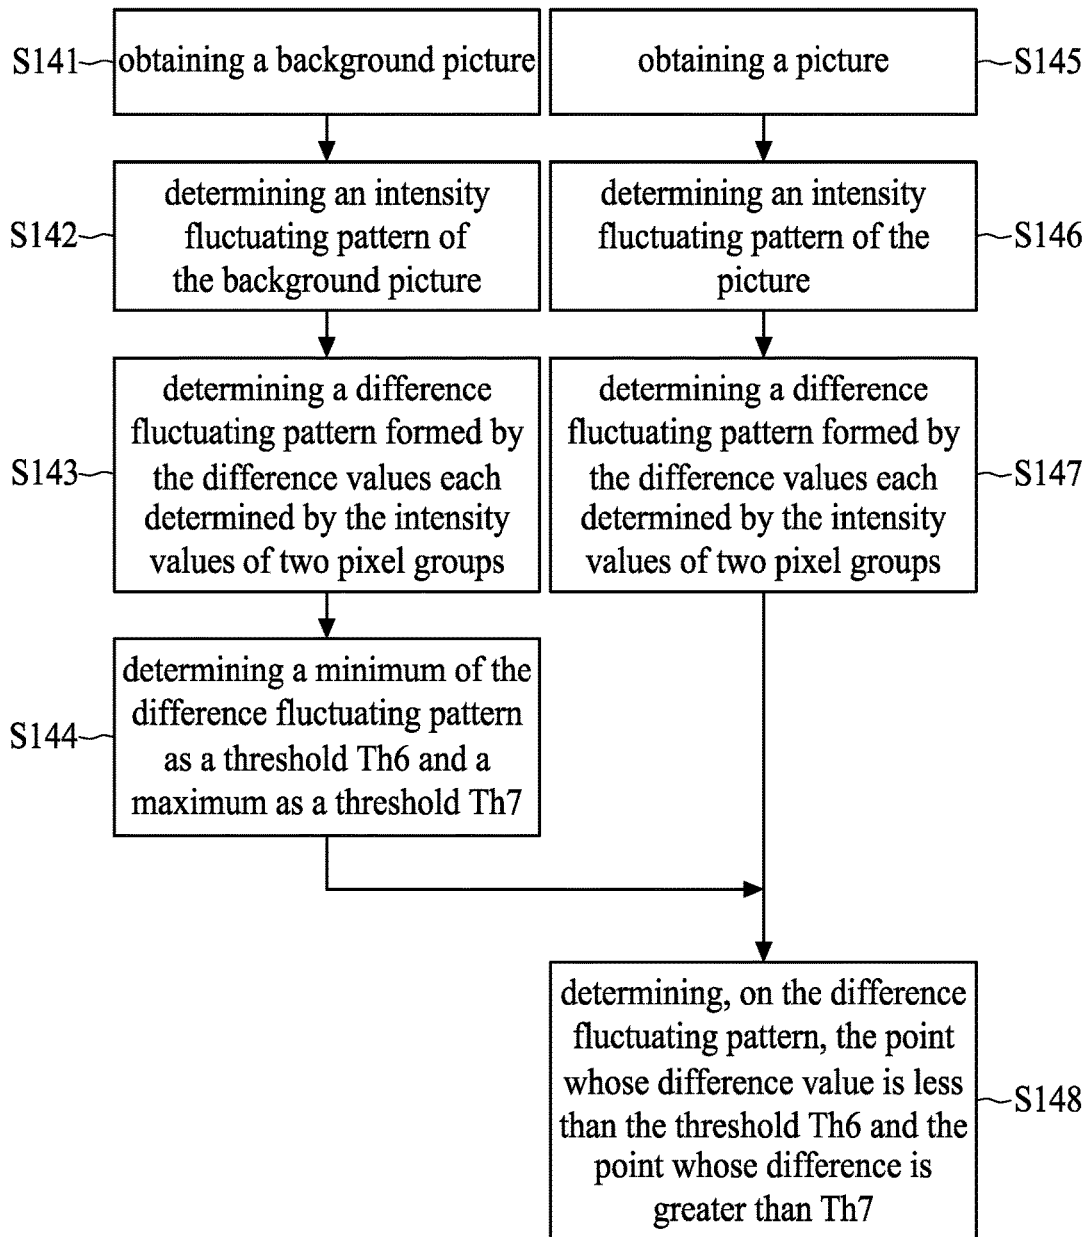 S141
obtaining a background picture
obtaining a picture
S145
S142
determining an intensity
fluctuating pattern of
the background picture
determining an intensity
fluctuating pattern of the
picture
S146
S143
determining a difference
fluctuating pattern formed by
the difference values each
determined by the intensity
values of two pixel groups
determining a difference
fluctuating pattern formed by
the difference values each
determined by the intensity
values of two pixel groups
S147
S144
determining a minimum of the
difference fluctuating pattern
as a threshold Th6 and a
maximum as a threshold Th7
determining, on the difference
fluctuating pattern, the point
whose difference value is less
than the threshold Th6 and the
point whose difference is
greater than Th7
S148